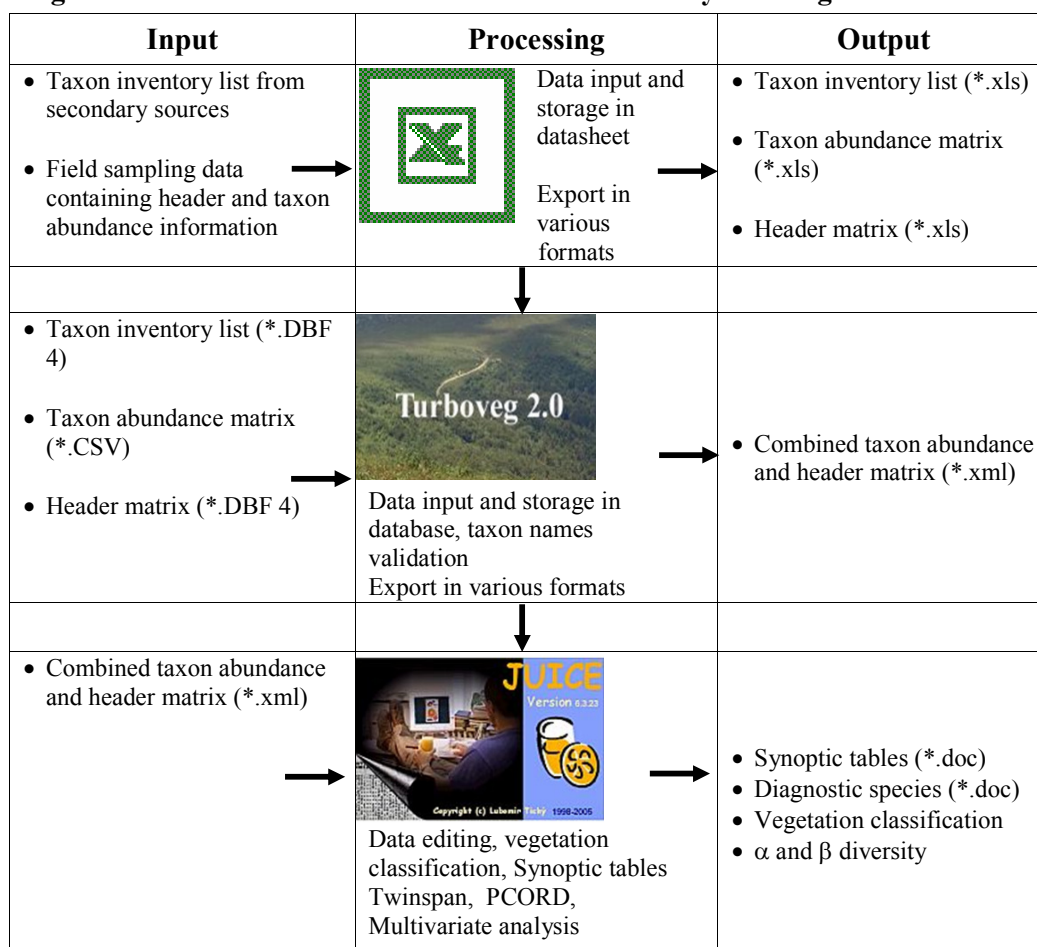 Input
Processing
Output
• Taxon inventory list from
secondary sources
• Field sampling data
containing header and taxon
abundance information
Data input and
storage in
datasheet
Export in
various
formats
• Taxon inventory list (*.xls)
• Taxon abundance matrix
(*.xls)
• Header matrix (*.xls)
• Taxon inventory list (*.DBF
4)
• Taxon abundance matrix
(*.CSV)
• Header matrix (*.DBF 4)
Turboveg 2.0
Data input and storage in
database, taxon names
validation
Export in various formats
• Combined taxon abundance
and header matrix (*.xml)
• Combined taxon abundance
and header matrix (*.xml)
JUICE
Version 6.3.23
Copyright (c) Lubomír Tichý 1998-2005
Data editing, vegetation
classification, Synoptic tables
Twinspan, PCORD,
Multivariate analysis
• Synoptic tables (*.doc)
• Diagnostic species (*.doc)
• Vegetation classification
• α and β diversity